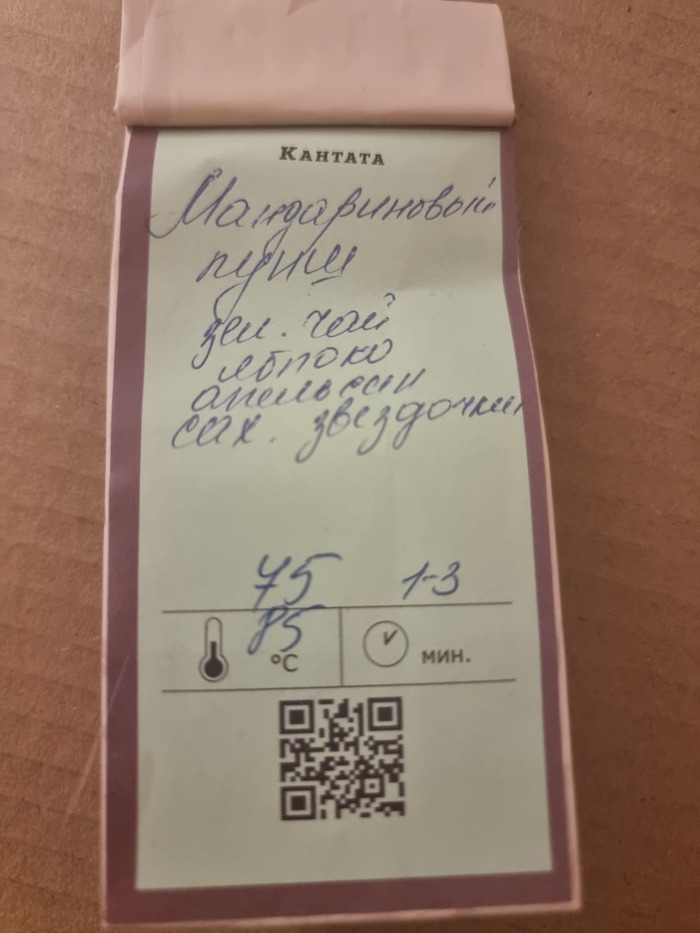 КАНТАТА
Мандариновый
пунш
зел. чай
яблоко
апельсин
сах. звездочки
75 1-3
85
°C мин.